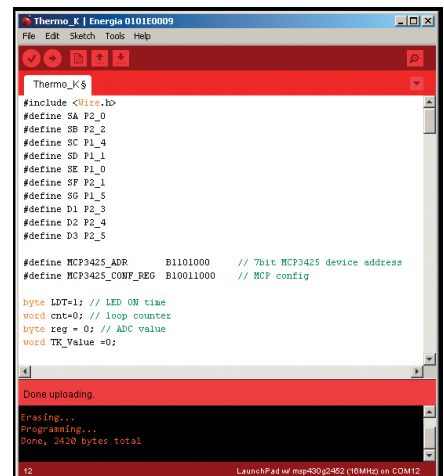 Thermo_K | Energia 0101E0009
File Edit Sketch Tools Help
Thermo_K§
#include <Wire.h>
#define SA P2_0
#define SB P2_2
#define SC P1_4
#define SD P1_1
#define SE P1_0
#define SF P2_1
#define SG P1_5
#define D1 P2_3
#define D2 P2_4
#define D3 P2_5
#define MCP3425_ADR B1101000 // 7bit MCP3425 device address
#define MCP3425_CONF_REG B10011000 // MCP config
byte LDT=1; // LED ON time
word cnt=0; // loop counter
byte reg = 0; // ADC value
word TK_Value =0;
Done uploading.
Erasing...
Programming...
Done, 2420 bytes total
12 LaunchPad w/ msp430g2452 (16MHz) on COM12